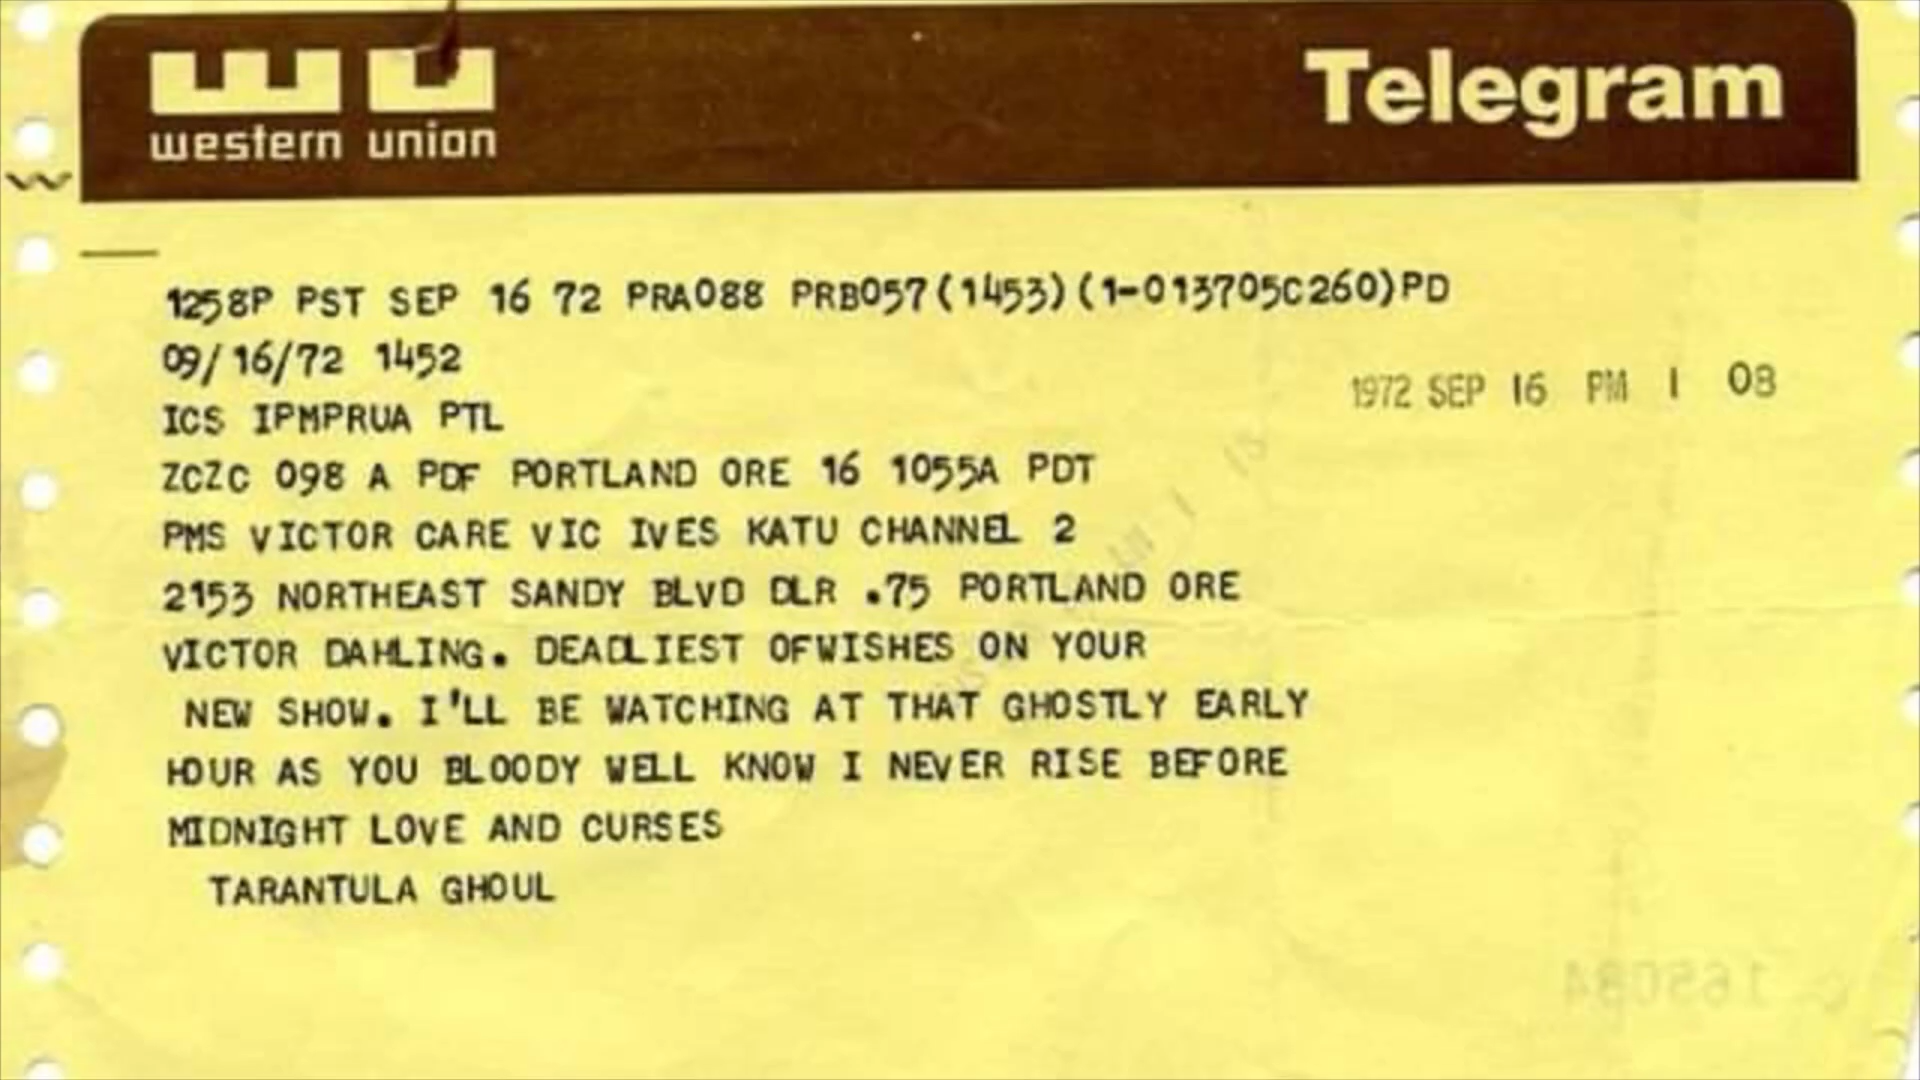 western union
Telegram
1258P PST SEP 16 72 PRA088 PRB057(1453)(1-013705C260)PD
09/16/72 1452
1972 SEP 16 PM 1 08
ICS IPMPRUA PTL
ZCZC 098 A PDF PORTLAND ORE 16 1055A PDT
PMS VICTOR CARE VIC IVES KATU CHANNEL 2
2153 NORTHEAST SANDY BLVD DLR .75 PORTLAND ORE
VICTOR DAHLING. DEADLIEST OFWISHES ON YOUR
NEW SHOW. I'LL BE WATCHING AT THAT GHOSTLY EARLY
HOUR AS YOU BLOODY WELL KNOW I NEVER RISE BEFORE
MIDNIGHT LOVE AND CURSES
TARANTULA GHOUL